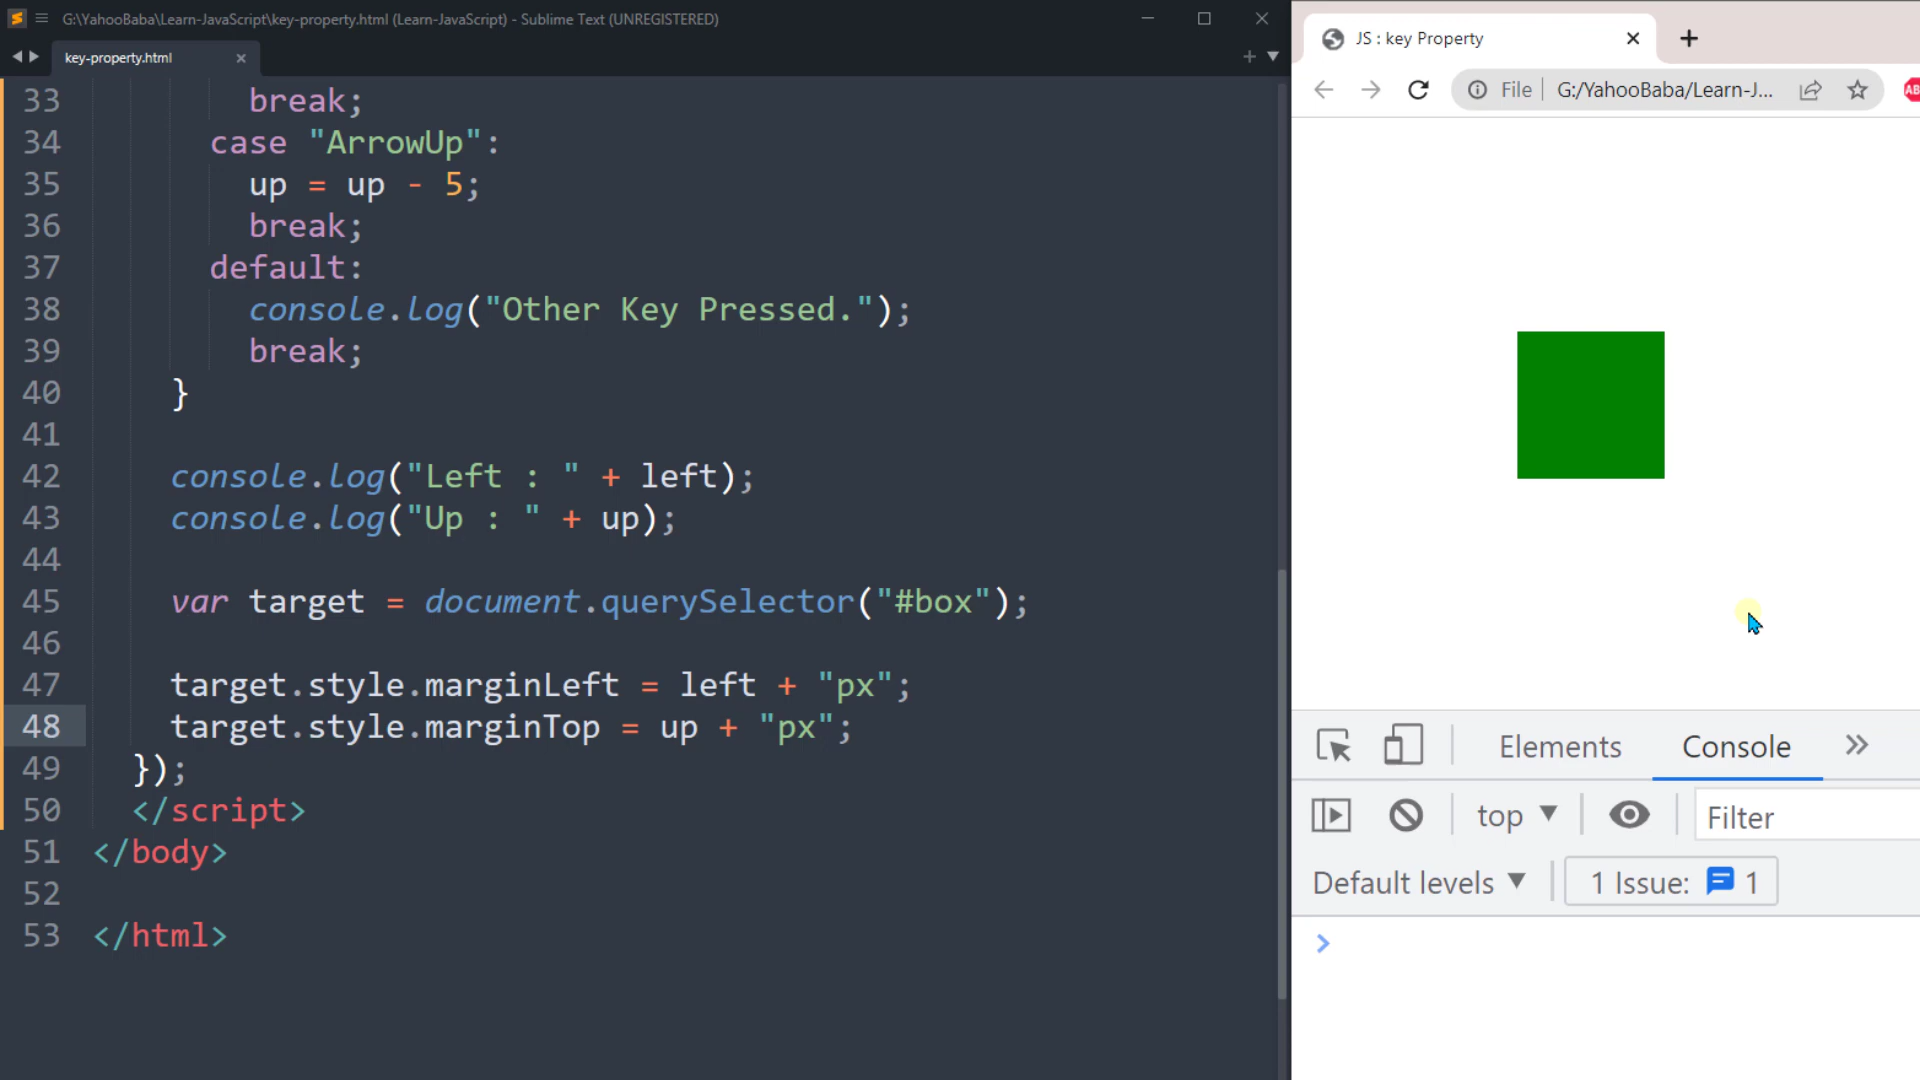 G:\YahooBaba\Learn-JavaScript\key-property.html (Learn-JavaScript) - Sublime Text (UNREGISTERED)
key-property.html
33 break;
34 case "ArrowUp":
35 up = up - 5;
36 break;
37 default:
38 console.log("Other Key Pressed.");
39 break;
40 }
41
42 console.log("Left : " + left);
43 console.log("Up : " + up);
44
45 var target = document.querySelector("#box");
46
47 target.style.marginLeft = left + "px";
48 target.style.marginTop = up + "px";
49 });
50 </script>
51 </body>
52
53 </html>
JS : key Property
File G:/YahooBaba/Learn-J...
AB
Elements Console
top Filter
Default levels 1 Issue: 1